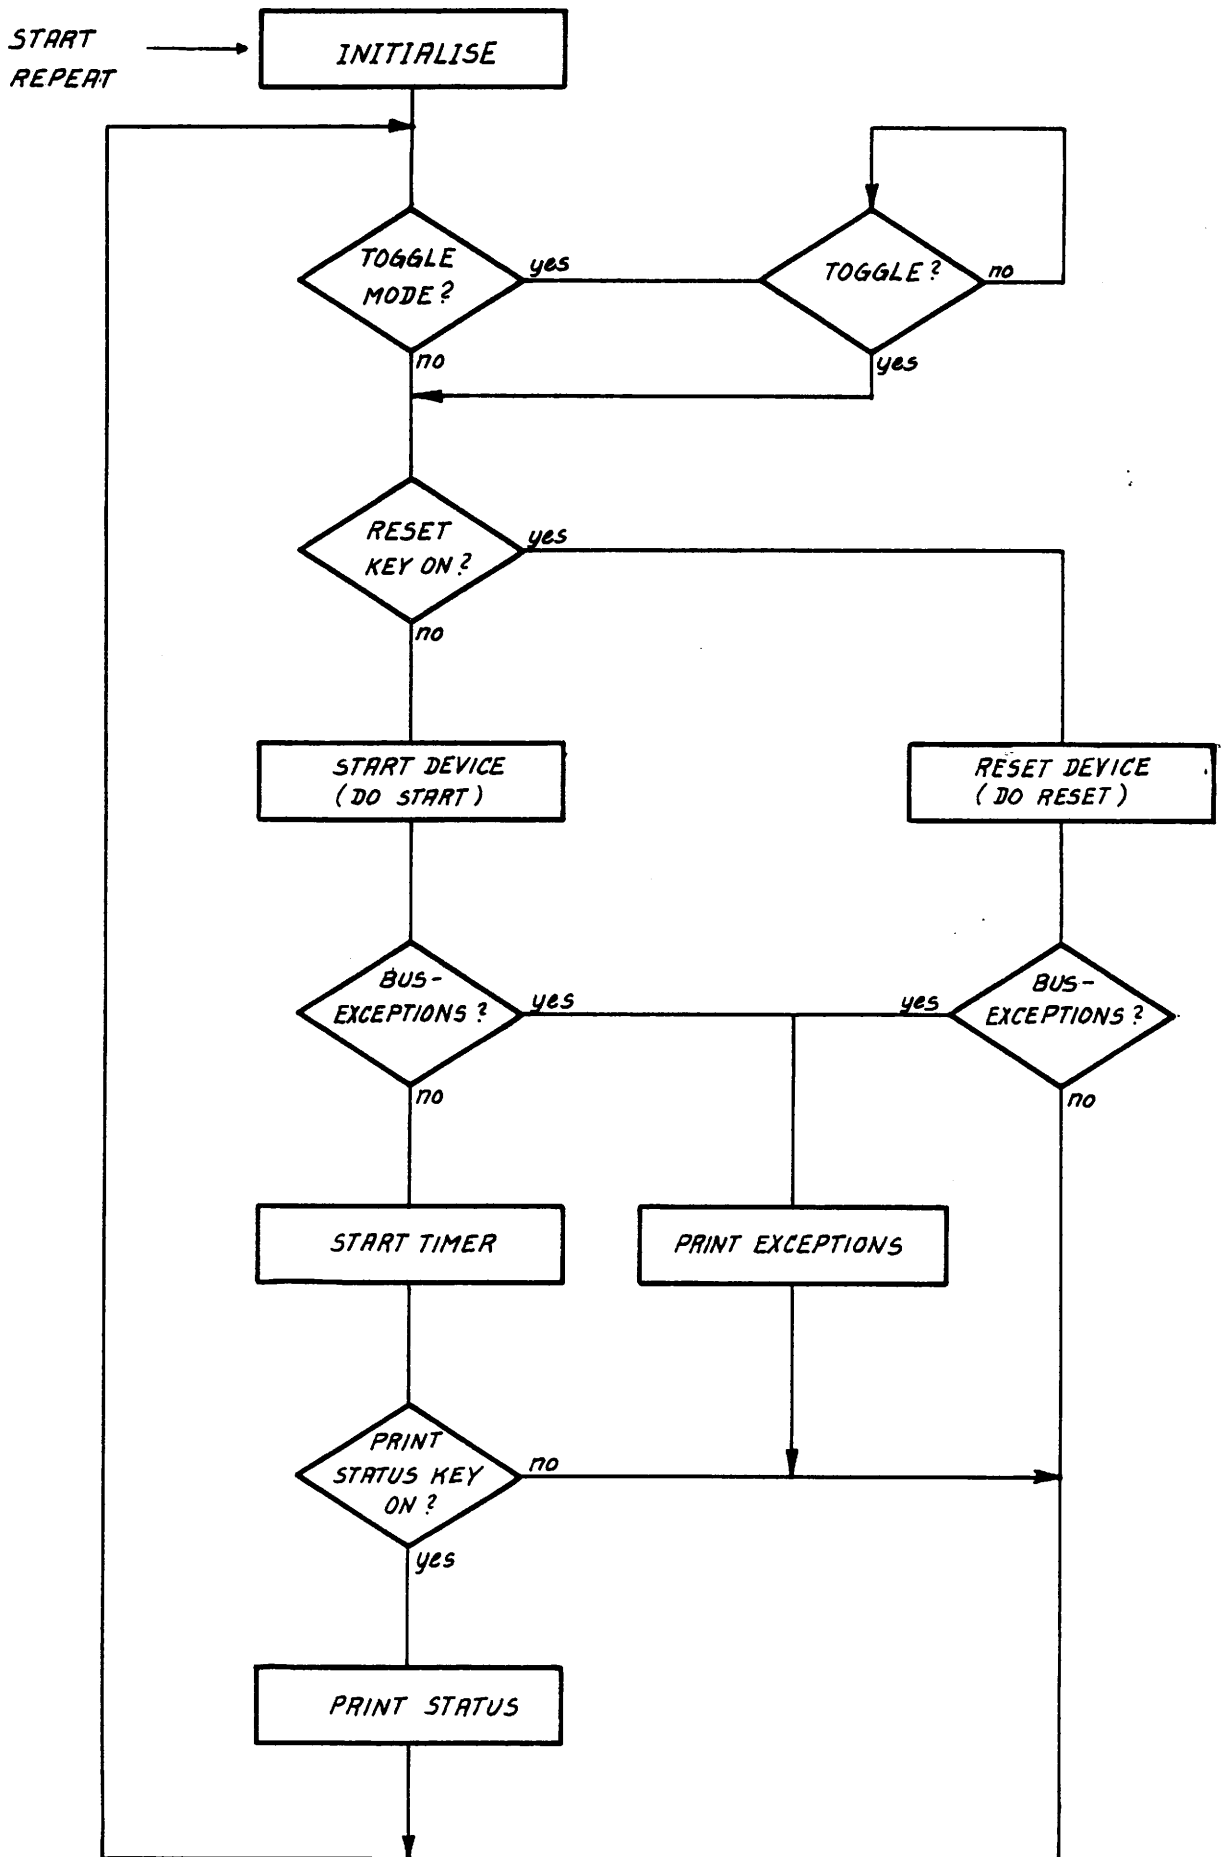 START
REPEAT
INITIALISE
TOGGLE
MODE?
yes
no
TOGGLE?
no
yes
RESET
KEY ON?
yes
no
START DEVICE
(DO START)
RESET DEVICE
(DO RESET)
BUS-
EXCEPTIONS?
yes
no
yes
BUS-
EXCEPTIONS?
no
START TIMER
PRINT EXCEPTIONS
PRINT
STATUS KEY
ON?
no
yes
PRINT STATUS